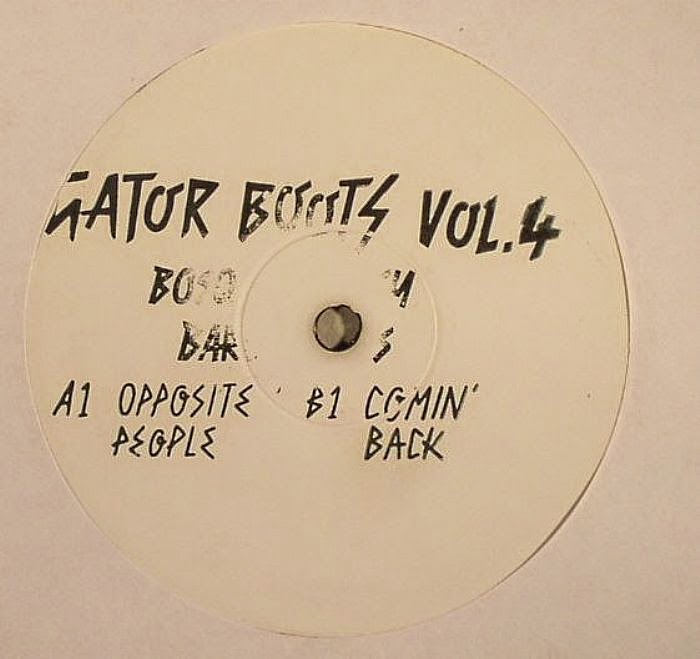 GATOR BOOTS VOL.4
A1 OPPOSITE
PEOPLE
B1 COMIN'
BACK